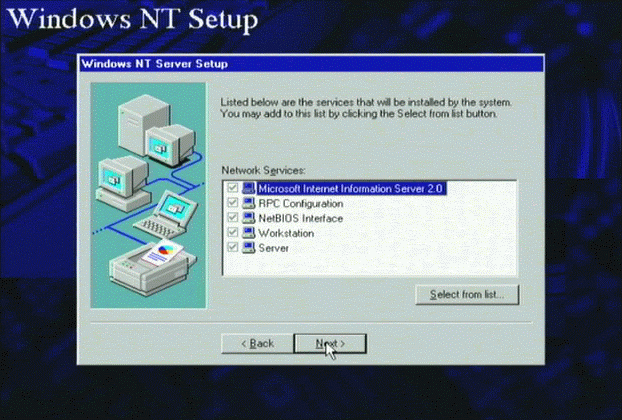 Windows NT Setup
Windows NT Server Setup
Listed below are the services that will be installed by the system.
You may add to this list by clicking the Select from list button.
Network Services:
Microsoft Internet Information Server 2.0
RPC Configuration
NetBIOS Interface
Workstation
Server
Select from list...
< Back
Next >